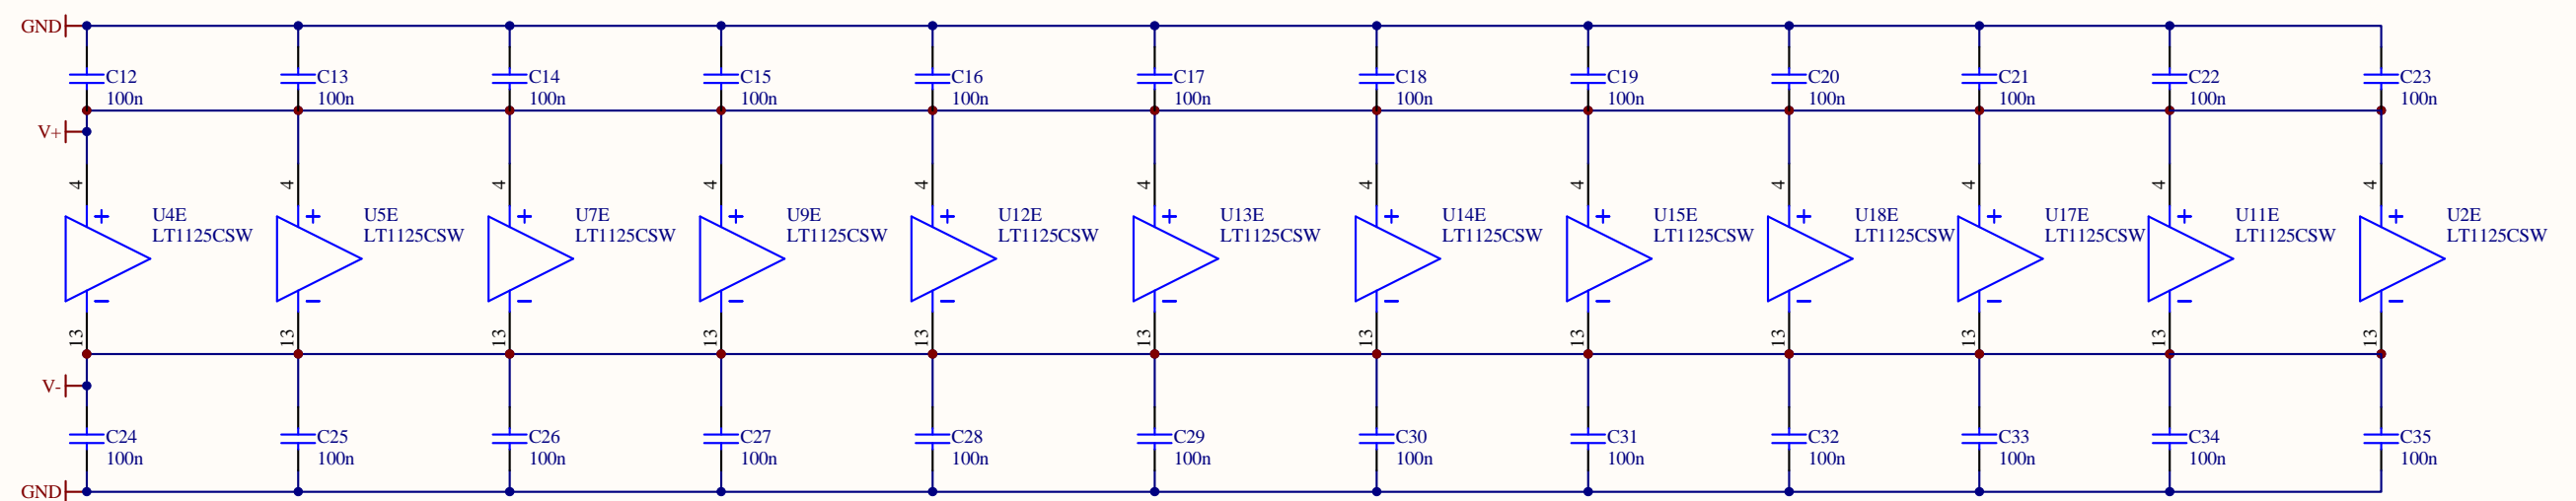 GND
C12 C13 C14 C15 C16 C17 C18 C19 C20 C21 C22 C23
100n 100n 100n 100n 100n 100n 100n 100n 100n 100n 100n 100n
V+
4 4 4 4 4 4 4 4 4 4 4 4
+ + + + + + + + + + + +
U4E U5E U7E U9E U12E U13E U14E U15E U18E U17E U11E U2E
LT1125CSW LT1125CSW LT1125CSW LT1125CSW LT1125CSW LT1125CSW LT1125CSW LT1125CSW LT1125CSW LT1125CSW LT1125CSW LT1125CSW
- - - - - - - - - - - -
13 13 13 13 13 13 13 13 13 13 13 13
V-
C24 C25 C26 C27 C28 C29 C30 C31 C32 C33 C34 C35
100n 100n 100n 100n 100n 100n 100n 100n 100n 100n 100n 100n
GND